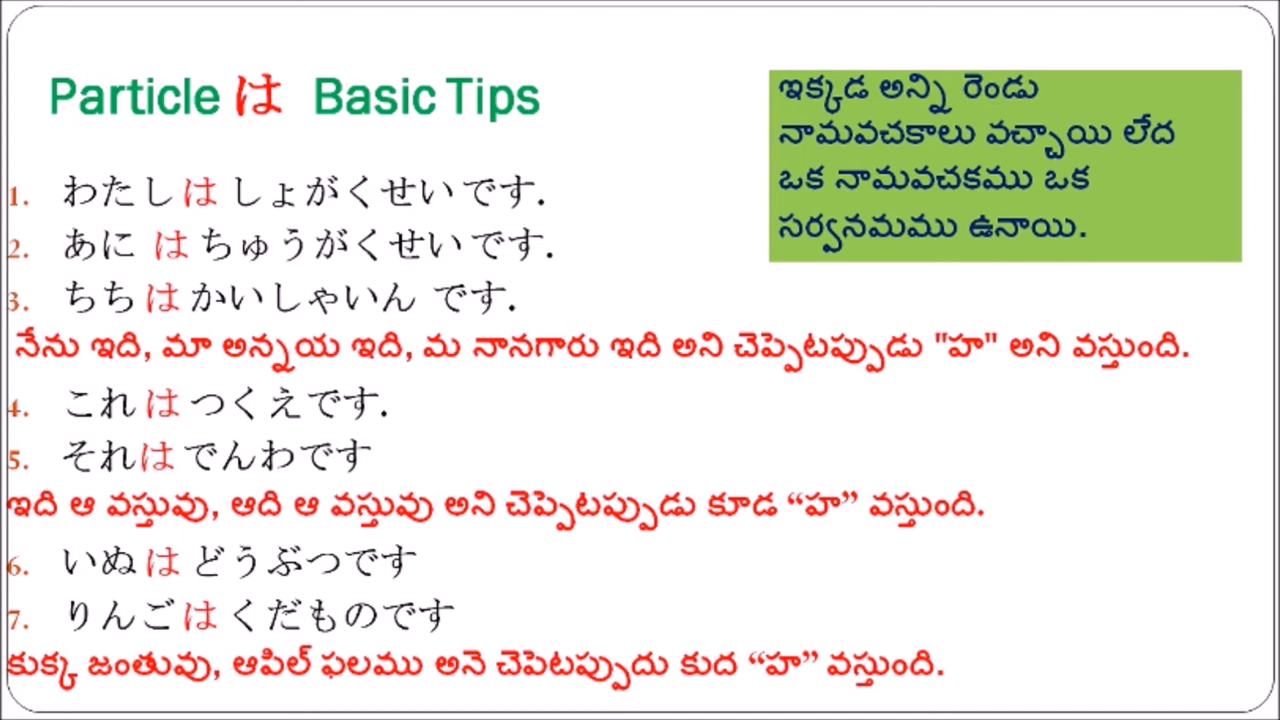 Particle は Basic Tips
ఇక్కడ అన్ని రెండు
నామవచకాలు వచ్చాయి లేద
ఒక నామవచకము ఒక
సర్వనమము ఉనాయి.
1. わたし は しょがくせい です.
2. あに は ちゅうがくせい です.
3. ちち は かいしゃいん です.
నేను ఇది, మా అన్నయ ఇది, మ నానగారు ఇది అని చెప్పెటప్పుడు "హ" అని వస్తుంది.
4. これ は つくえです.
5. それは でんわです
ఇది ఆ వస్తువు, ఆది ఆ వస్తువు అని చెప్పెటప్పుడు కూడ “హ” వస్తుంది.
6. いぬ は どうぶつです
7. りんご は くだものです
కుక్క జంతువు, ఆపిల్ ఫలము అనె చెపెటప్పుదు కుద “హ” వస్తుంది.